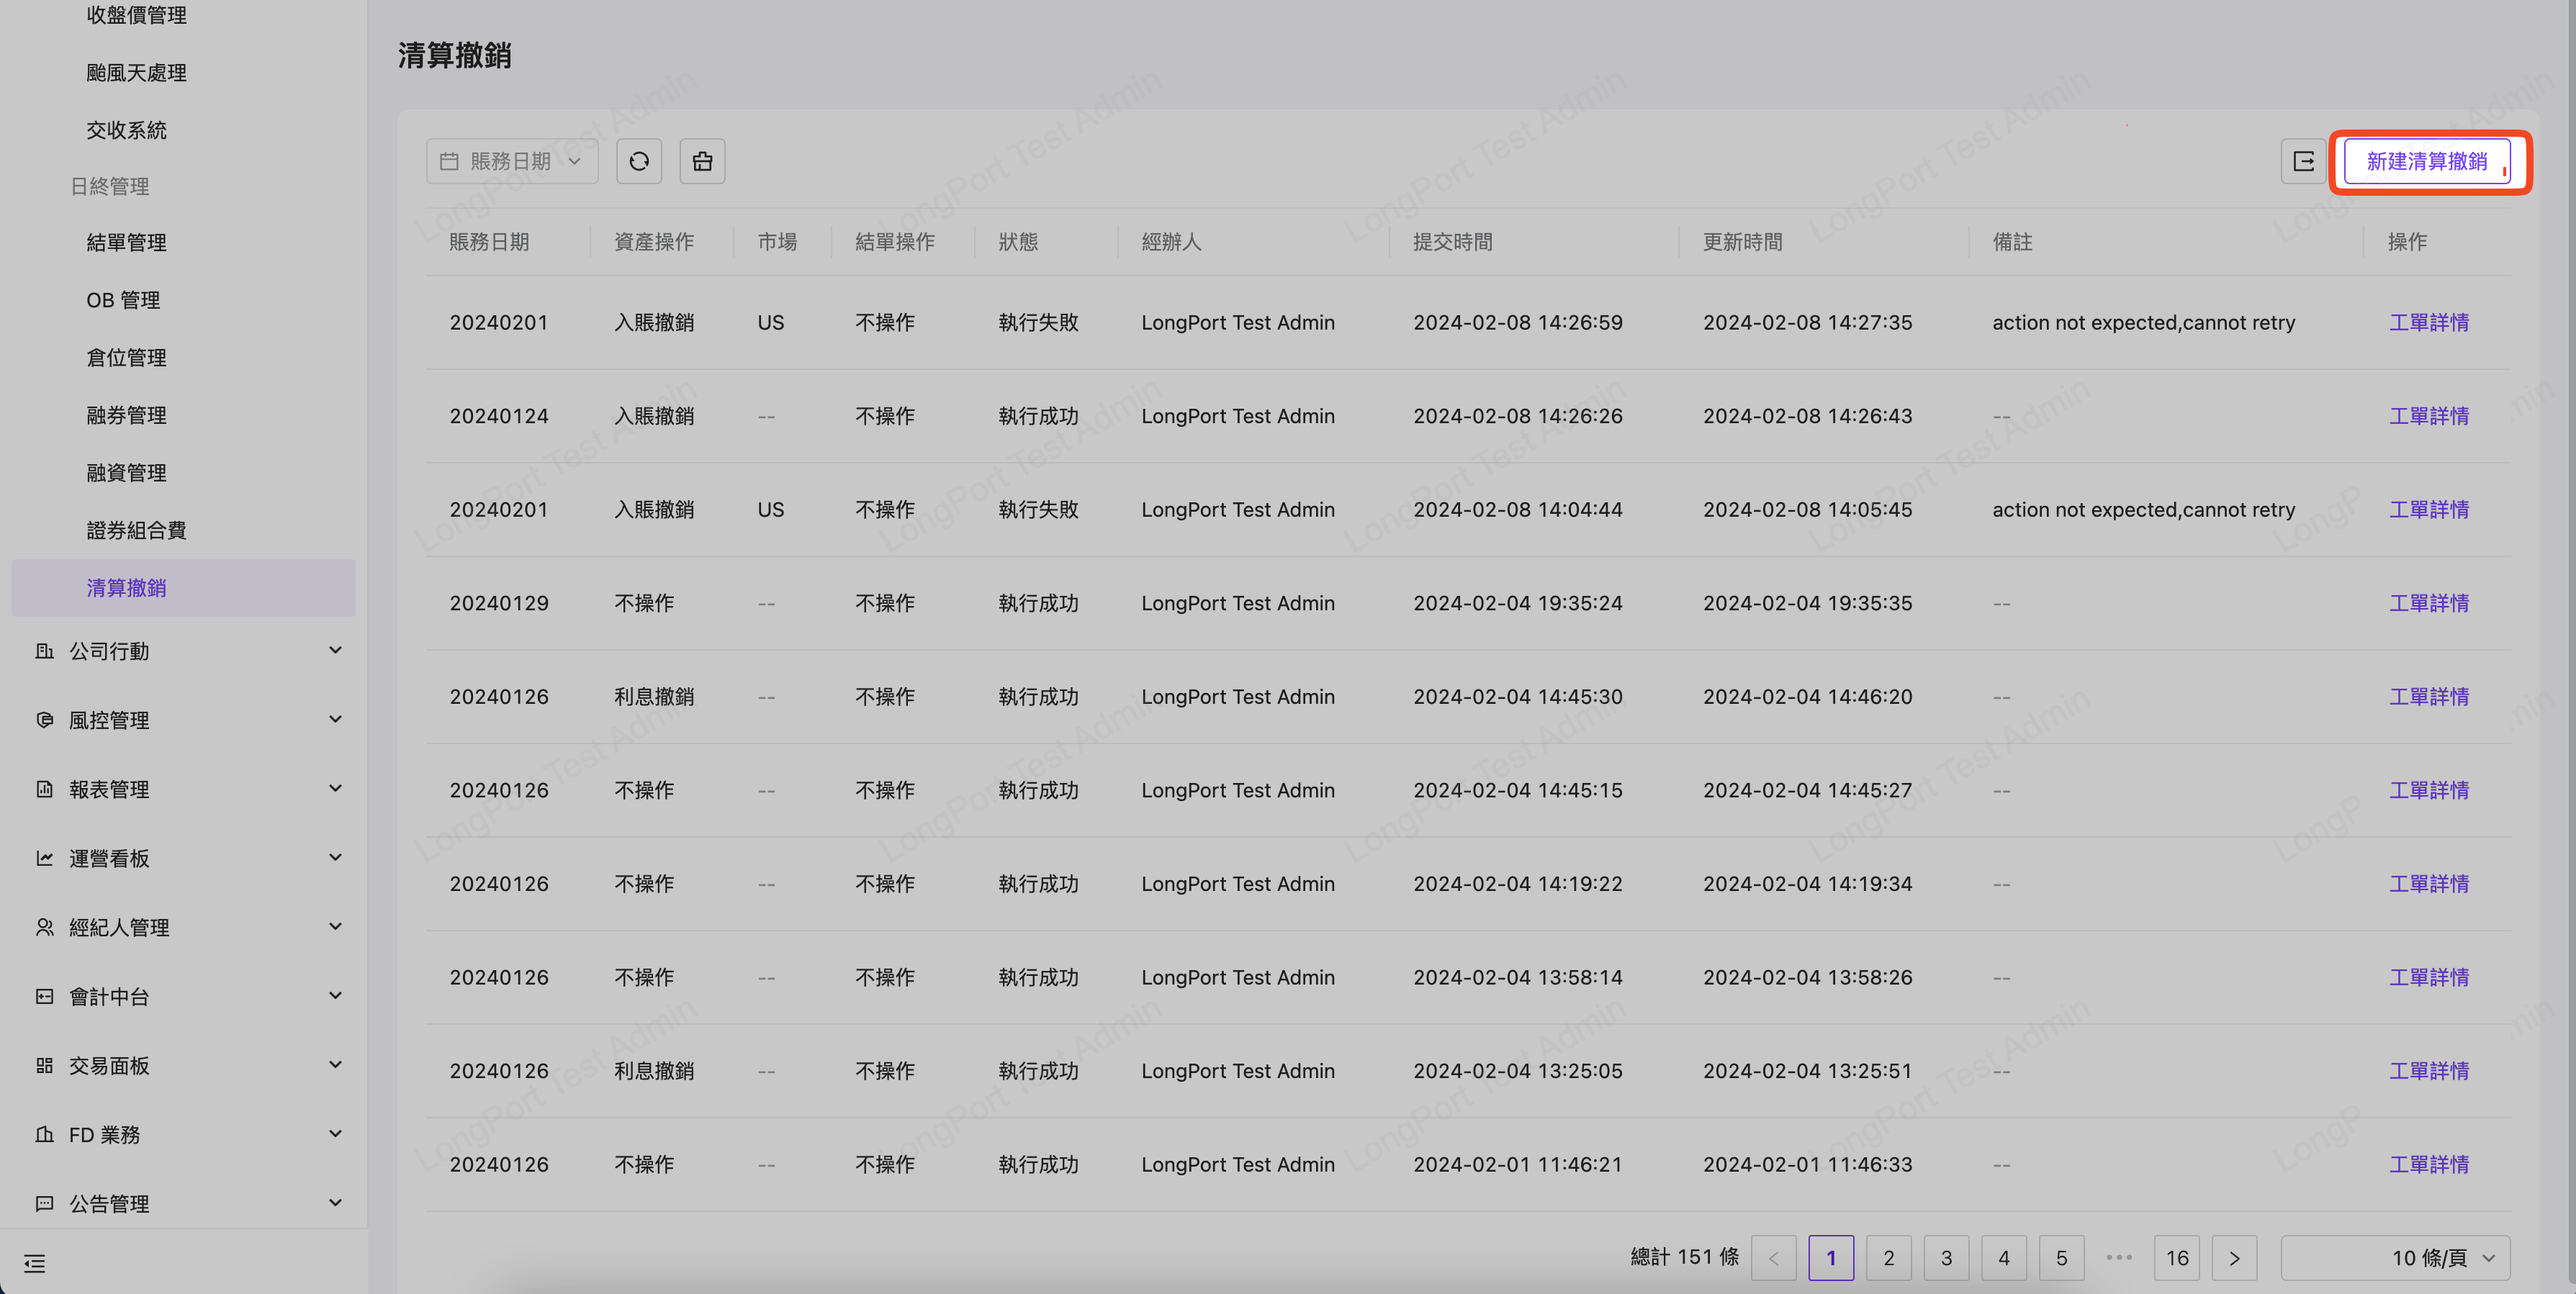 收盤價管理
颱風天處理
交收系統
日終管理
結單管理
OB 管理
倉位管理
融券管理
融資管理
證券組合費
清算撤銷
公司行動
風控管理
報表管理
運營看板
經紀人管理
會計中台
交易面板
FD 業務
公告管理
清算撤銷
賬務日期
新建清算撤銷
賬務日期 資產操作 市場 結單操作 狀態 經辦人 提交時間 更新時間 備註 操作
20240201 入賬撤銷 US 不操作 執行失敗 LongPort Test Admin 2024-02-08 14:26:59 2024-02-08 14:27:35 action not expected,cannot retry 工單詳情
20240124 入賬撤銷 -- 不操作 執行成功 LongPort Test Admin 2024-02-08 14:26:26 2024-02-08 14:26:43 -- 工單詳情
20240201 入賬撤銷 US 不操作 執行失敗 LongPort Test Admin 2024-02-08 14:04:44 2024-02-08 14:05:45 action not expected,cannot retry 工單詳情
20240129 不操作 -- 不操作 執行成功 LongPort Test Admin 2024-02-04 19:35:24 2024-02-04 19:35:35 -- 工單詳情
20240126 利息撤銷 -- 不操作 執行成功 LongPort Test Admin 2024-02-04 14:45:30 2024-02-04 14:46:20 -- 工單詳情
20240126 不操作 -- 不操作 執行成功 LongPort Test Admin 2024-02-04 14:45:15 2024-02-04 14:45:27 -- 工單詳情
20240126 不操作 -- 不操作 執行成功 LongPort Test Admin 2024-02-04 14:19:22 2024-02-04 14:19:34 -- 工單詳情
20240126 不操作 -- 不操作 執行成功 LongPort Test Admin 2024-02-04 13:58:14 2024-02-04 13:58:26 -- 工單詳情
20240126 利息撤銷 -- 不操作 執行成功 LongPort Test Admin 2024-02-04 13:25:05 2024-02-04 13:25:51 -- 工單詳情
20240126 不操作 -- 不操作 執行成功 LongPort Test Admin 2024-02-01 11:46:21 2024-02-01 11:46:33 -- 工單詳情
總計 151 條 < 1 2 3 4 5 ••• 16 > 10 條/頁